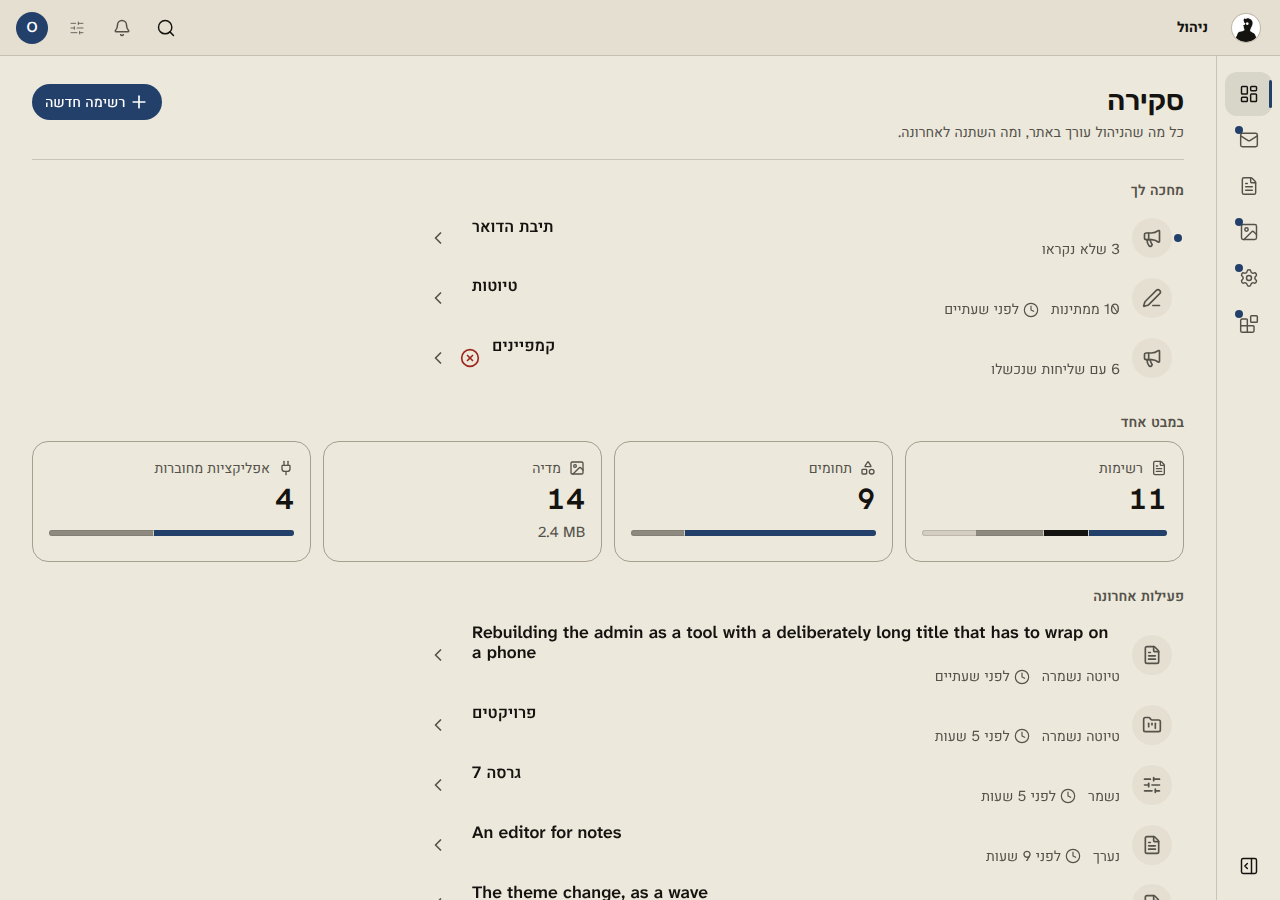 ניהול
O
סקירה
רשימה חדשה
כל מה שהניהול עורך באתר, ומה השתנה לאחרונה.
מחכה לך
תיבת הדואר
3 שלא נקראו
טיוטות
10 ממתינות לפני שעתיים
קמפיינים
6 עם שליחות שנכשלו
במבט אחד
רשימות
11
תחומים
9
מדיה
14
2.4 MB
אפליקציות מחוברות
4
פעילות אחרונה
Rebuilding the admin as a tool with a deliberately long title that has to wrap on
a phone
טיוטה נשמרה לפני שעתיים
פרויקטים
טיוטה נשמרה לפני 5 שעות
גרסה 7
נשמר לפני 5 שעות
An editor for notes
נערך לפני 9 שעות
The theme change, as a wave